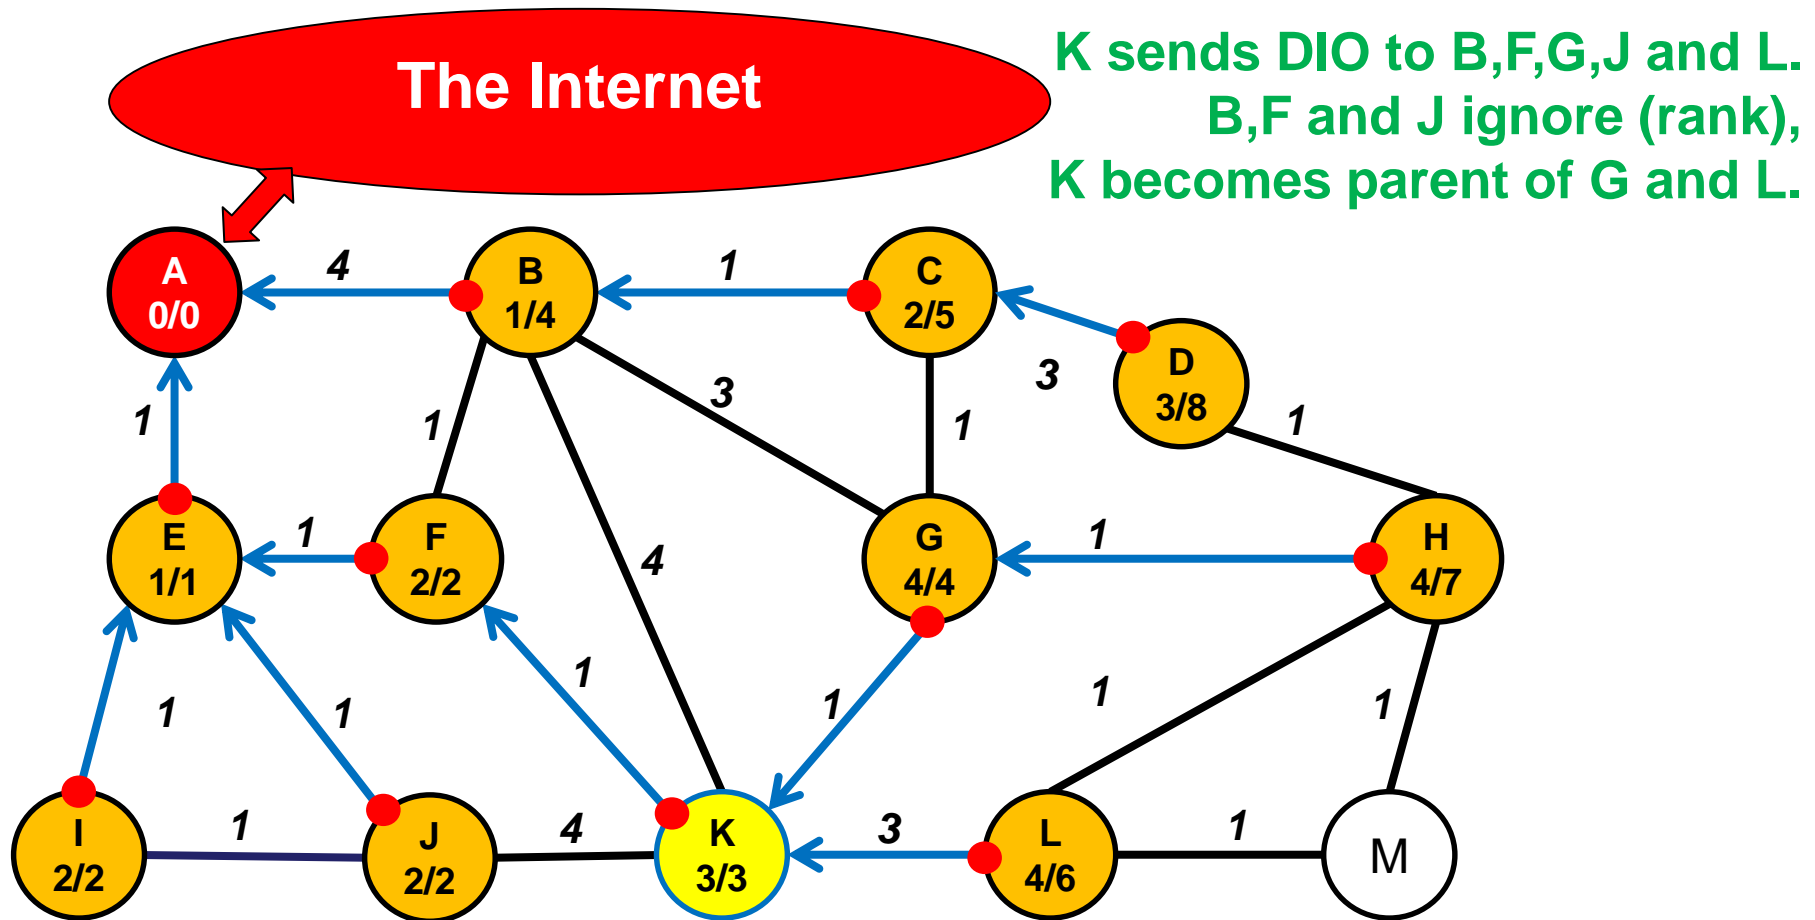 The Internet
K sends DIO to B,F,G,J and L.
B,F and J ignore (rank),
K becomes parent of G and L.
A
0/0
4
B
1/4
1
C
2/5
3
D
3/8
1
1
1
3
1
E
1/1
1
F
2/2
4
G
4/4
1
H
4/7
1
1
1
1
1
1
I
2/2
1
J
2/2
4
K
3/3
3
L
4/6
1
M